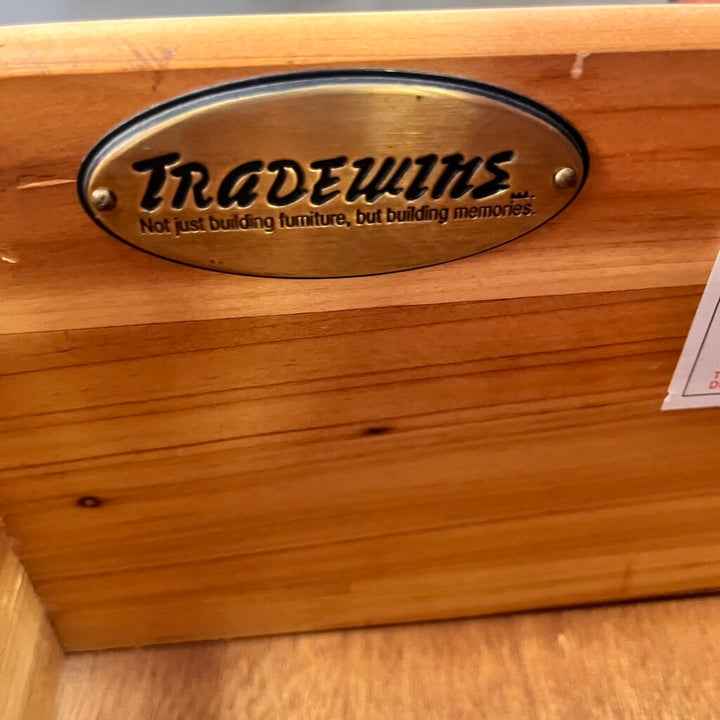 TRADEWINS
Not just building furniture, but building memories.
T
D